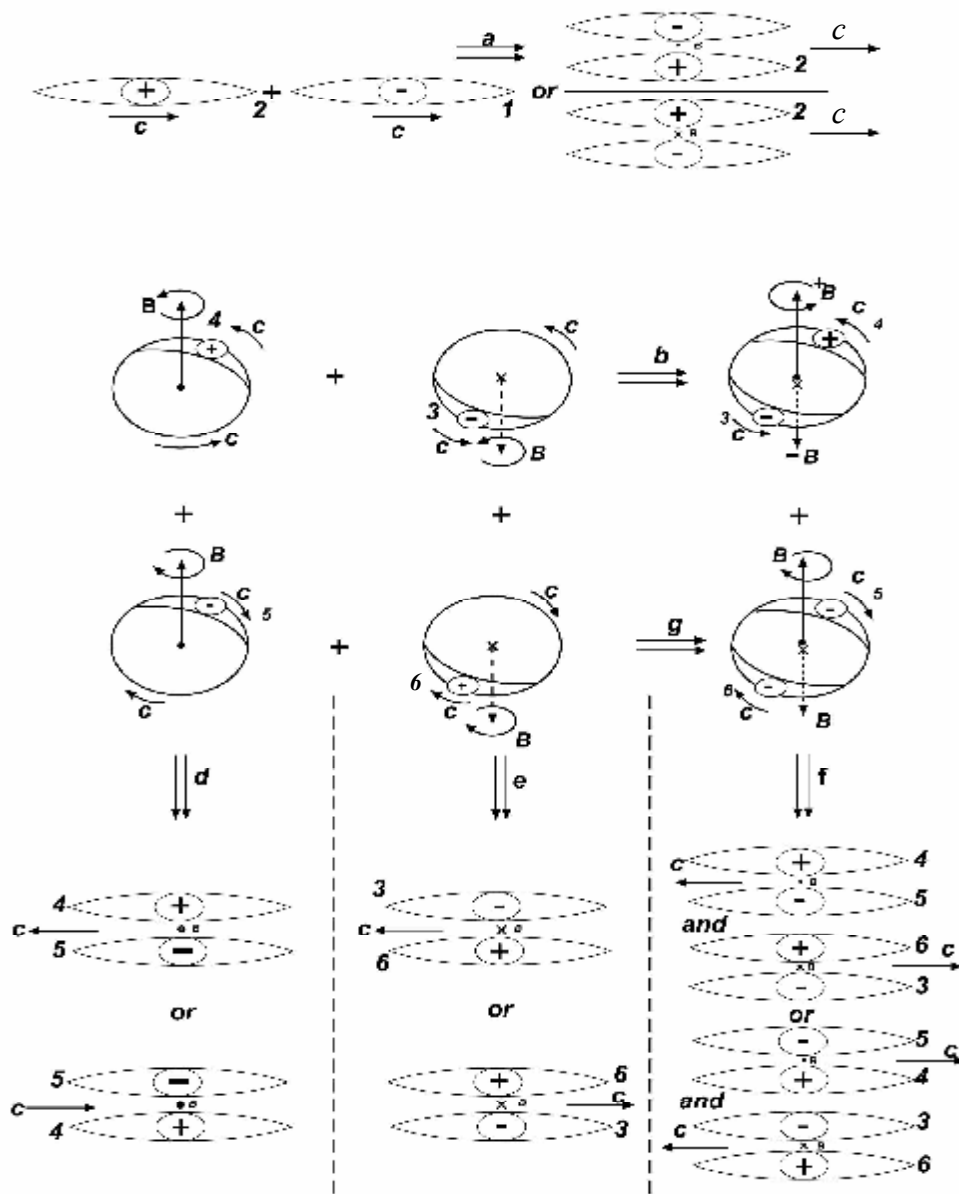 a
- c
c
+ 2
+ + - or 2
c c 1
+ 2
c
× B
-
B 4 c
+
+ c
c
+
c b
3 -
c B
+ B c 4
+
3 -
c
- B
+ + +
B c 5
-
c
+
c g
6 +
c B
B c 5
-
6 -
c B
d e f
4 +
c
5 -
or
5 -
c
4 +
3 -
c ×
6 +
or
6 +
× c
3 -
+ 4
c B
- 5
and
+ 6
× B c
- 3
or
- 5
B c
+ 4
and
- 3
c × B
+ 6